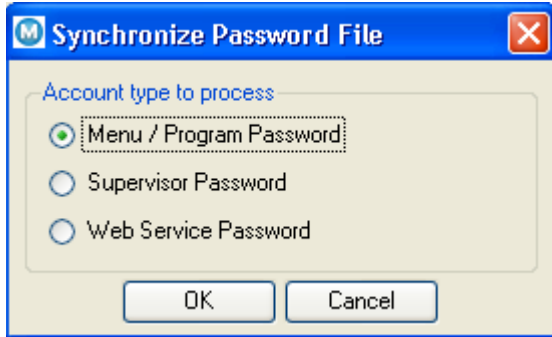 M Synchronize Password File
Account type to process
Menu / Program Password
Supervisor Password
Web Service Password
OK Cancel